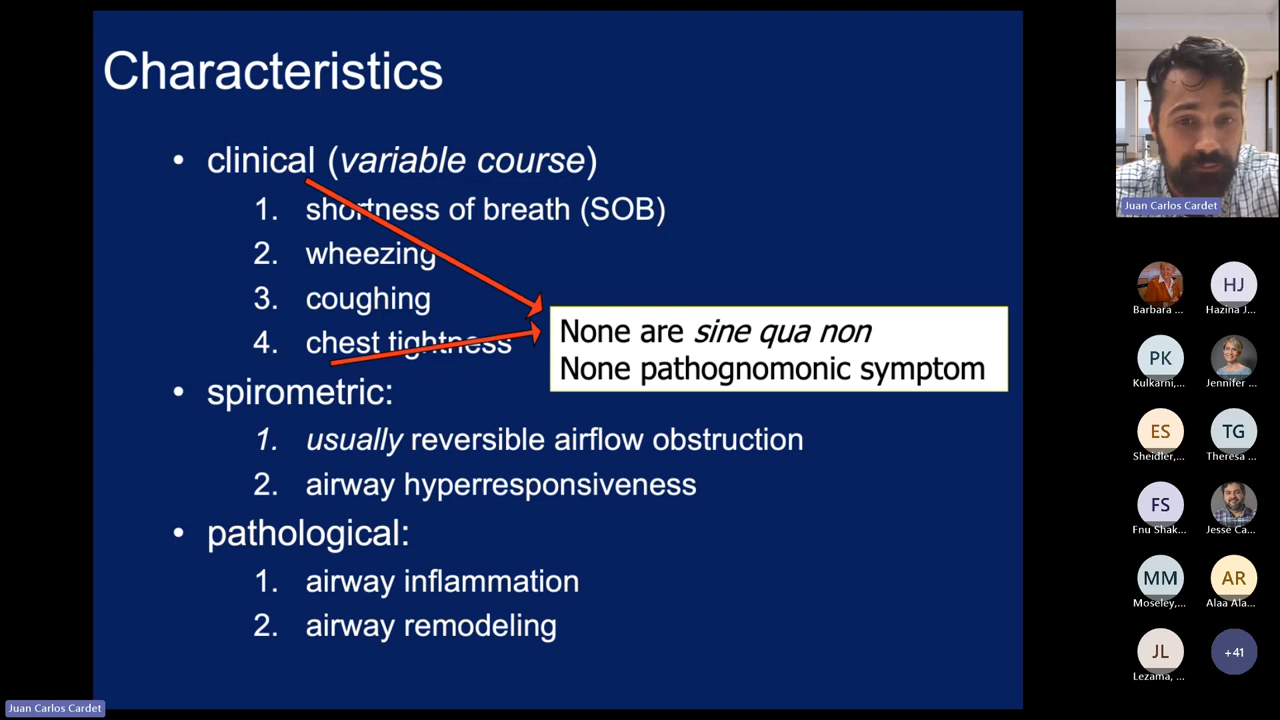 Characteristics
• clinical (variable course)
1. shortness of breath (SOB)
2. wheezing
3. coughing
4. chest tightness
None are sine qua non
None pathognomonic symptom
• spirometric:
1. usually reversible airflow obstruction
2. airway hyperresponsiveness
• pathological:
1. airway inflammation
2. airway remodeling
Juan Carlos Cardet
Juan Carlos Cardet
Barbara ...
HJ
Hazina J...
PK
Kulkarni,...
Jennifer ...
ES
Sheidler,...
TG
Theresa ...
FS
Fnu Shak...
Jesse Ca...
MM
Moseley,...
AR
Alaa Ala...
JL
Lezama, ...
+41